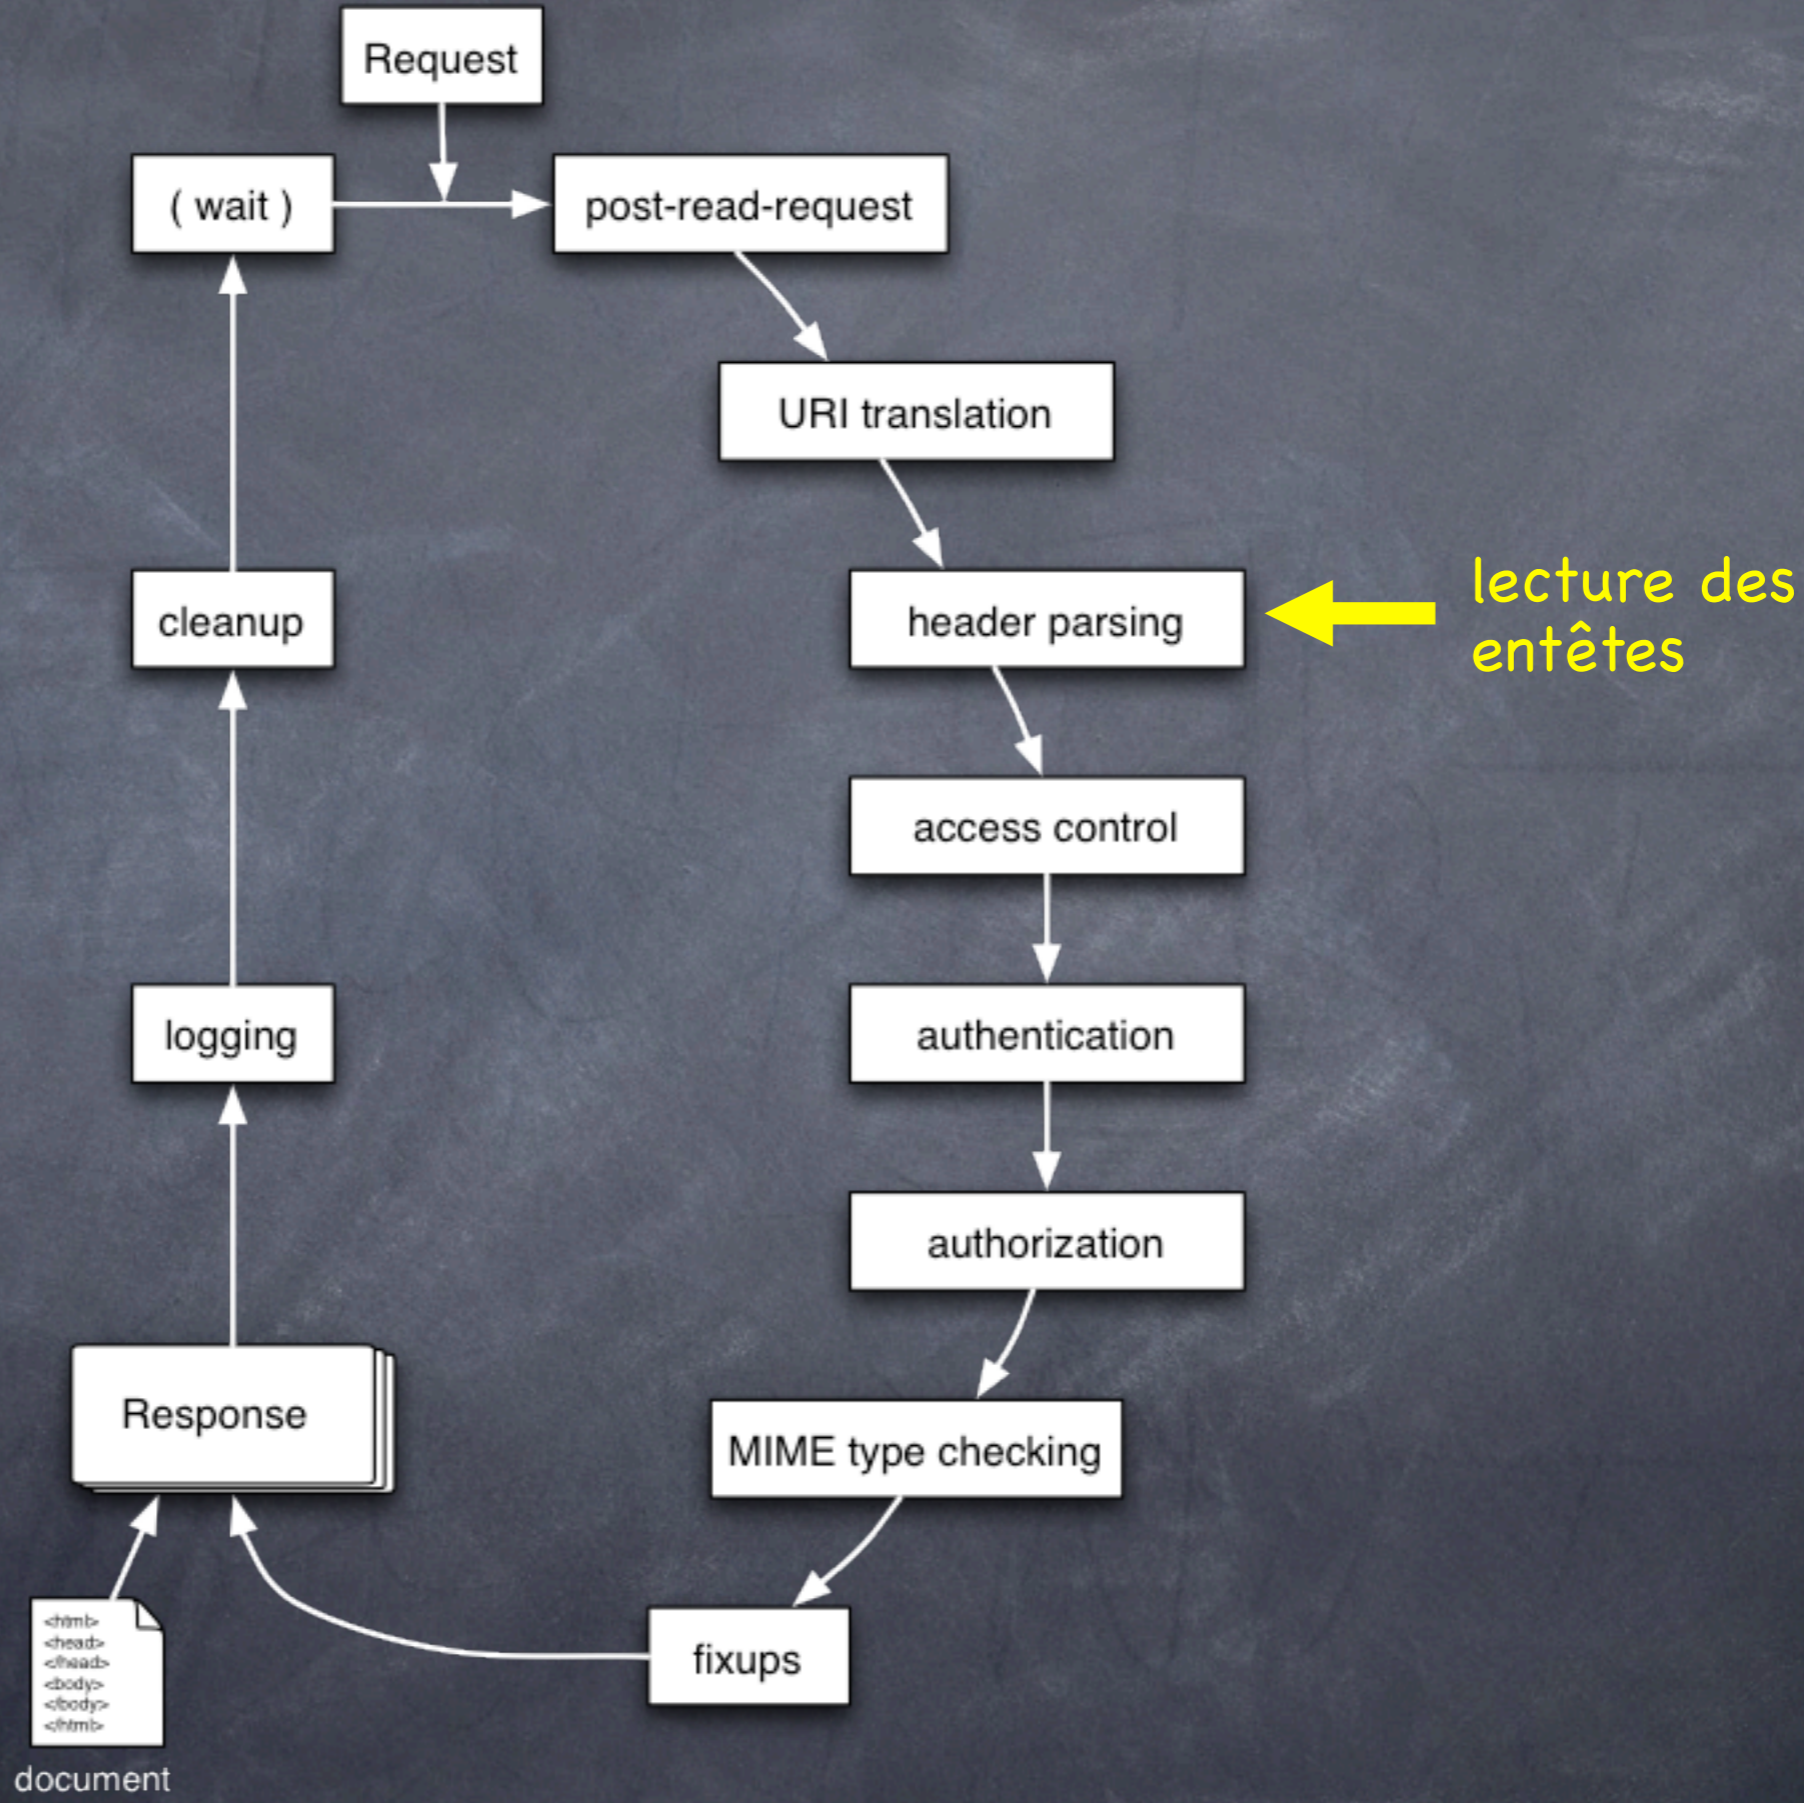 Request
( wait )
post-read-request
URI translation
cleanup
header parsing
lecture des
entêtes
access control
logging
authentication
authorization
Response
MIME type checking
fixups
<html>
<head>
</head>
<body>
</body>
</html>
document